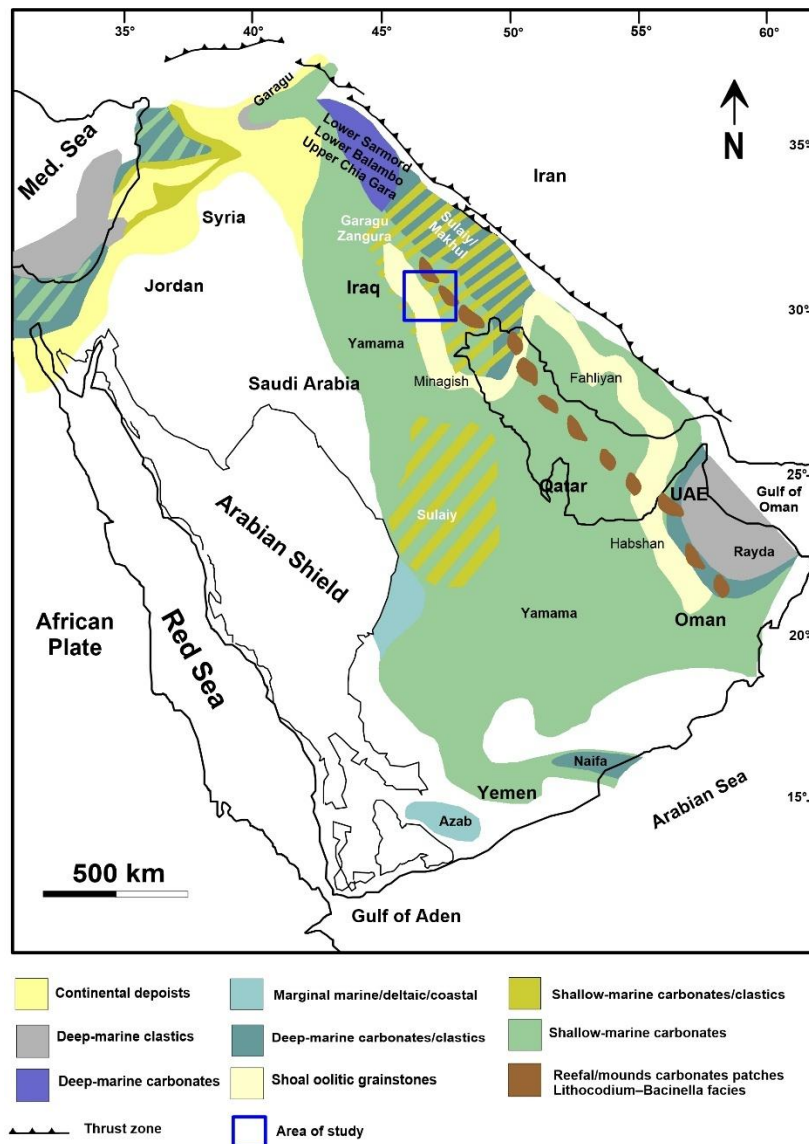 35°
40°
45°
50°
55°
60°
Garagu
Med. Sea
Lower Sarmord
Lower Balambo
Upper Chia Gara
N
35°
Iran
Syria
Garagu
Zangura
Sulaiy/
Makhul
Jordan
Iraq
30°
Yamama
Saudi Arabia
Minagish
Fahliyan
25°
Arabian Shield
Sulaiy
Qatar
UAE
Gulf of
Oman
Habshan
Rayda
African
Plate
Red Sea
Yamama
Oman
20°
Naifa
Yemen
15°
Azab
Arabian Sea
500 km
Gulf of Aden
Continental depoists
Marginal marine/deltaic/coastal
Shallow-marine carbonates/clastics
Deep-marine clastics
Deep-marine carbonates/clastics
Shallow-marine carbonates
Deep-marine carbonates
Shoal oolitic grainstones
Reefal/mounds carbonates patches
Lithocodium–Bacinella facies
Thrust zone
Area of study